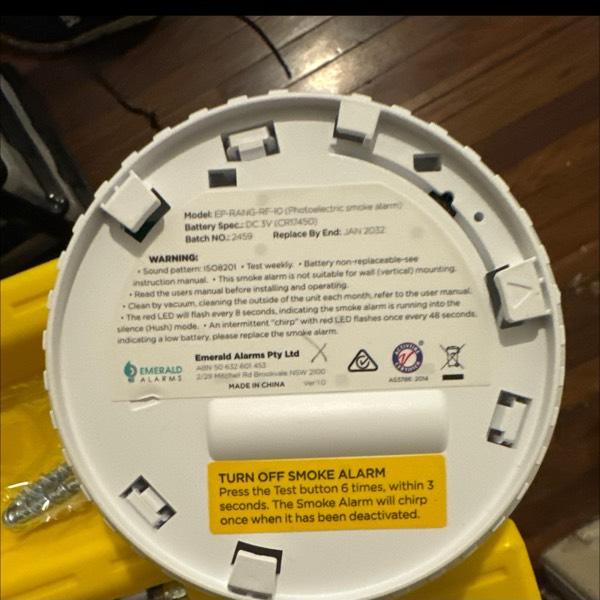 Model: EP-RANG-RF-10 (Photoelectric smoke alarm)
Battery Spec.: DC 3V (CR17450)
Batch NO.: 2459 Replace By End: JAN 2032
WARNING:
• Sound pattern: ISO8201 • Test weekly. • Battery non-replaceable-see
instruction manual. • This smoke alarm is not suitable for wall (vertical) mounting.
• Read the users manual before installing and operating.
• Clean by vacuum, cleaning the outside of the unit each month, refer to the user manual.
• The red LED will flash every 8 seconds, indicating the smoke alarm is running into the
silence (Hush) mode. • An intermittent "chirp" with red LED flashes once every 48 seconds,
indicating a low battery, please replace the smoke alarm.
EMERALD
ALARMS
Emerald Alarms Pty Ltd
ABN 50 632 601 453
2/29 Mitchell Rd Brookvale NSW 2100
MADE IN CHINA Ver:1.0
AS3786: 2014
TURN OFF SMOKE ALARM
Press the Test button 6 times, within 3
seconds. The Smoke Alarm will chirp
once when it has been deactivated.